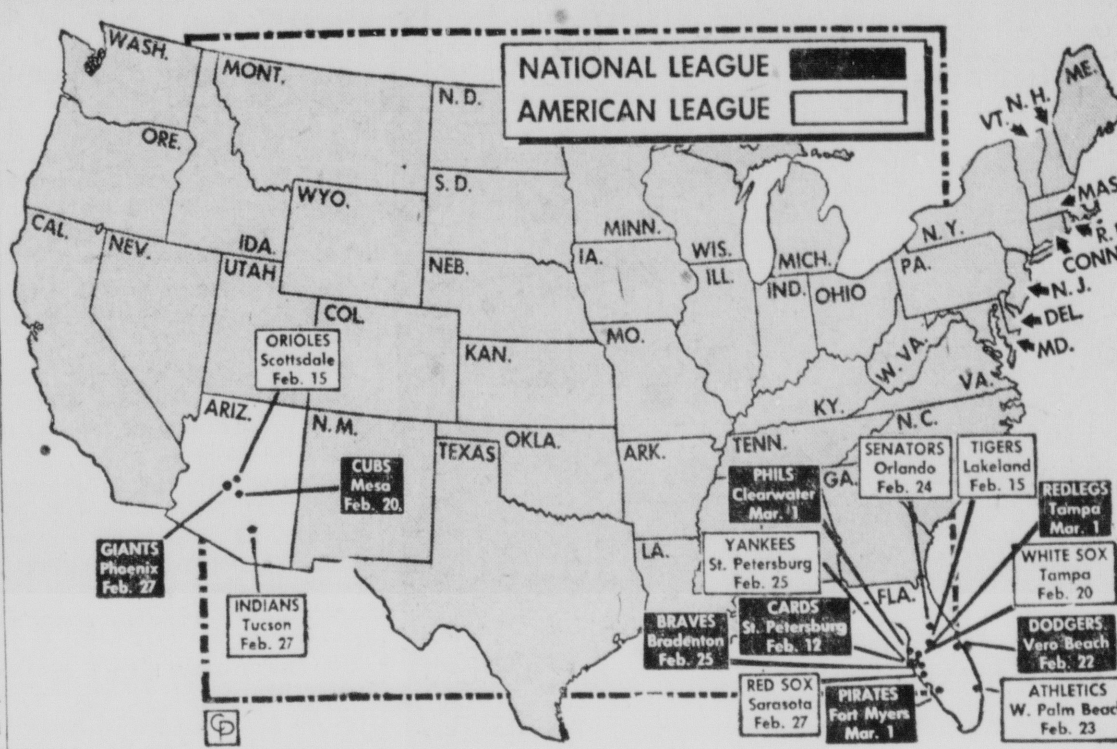 NATIONAL LEAGUE
AMERICAN LEAGUE
WASH.
MONT.
N. D.
ME.
N. H.
VT.
ORE.
WYO.
S. D.
MINN.
MASS
CAL.
NEV.
IDA.
UTAH
NEB.
IA.
WIS.
MICH.
N.Y.
R.
CONN
PA.
N. J.
ILL.
IND.
OHIO
DEL.
MD.
COL.
KAN.
MO.
W. VA.
VA.
KY.
ORIOLES
Scottsdale
Feb. 15
ARIZ.
N. M.
TEXAS
OKLA.
ARK.
TENN.
N. C.
GA.
LA.
FLA.
CUBS
Mesa
Feb. 20,
GIANTS
Phoenix
Feb. 27
INDIANS
Tucson
Feb. 27
SENATORS
Orlando
Feb. 24
TIGERS
Lakeland
Feb. 15
PHILS
Clearwater
Mar. 1
REDLEGS
Tampa
Mar. 1
YANKEES
St. Petersburg
Feb. 25
WHITE SOX
Tampa
Feb. 20
CARDS
St. Petersburg
Feb. 12
BRAVES
Bradenton
Feb. 25
DODGERS
Vero Beach
Feb. 22
RED SOX
Sarasota
Feb. 27
PIRATES
Fort Myers
Mar. 1
ATHLETICS
W. Palm Beach
Feb. 23
CP